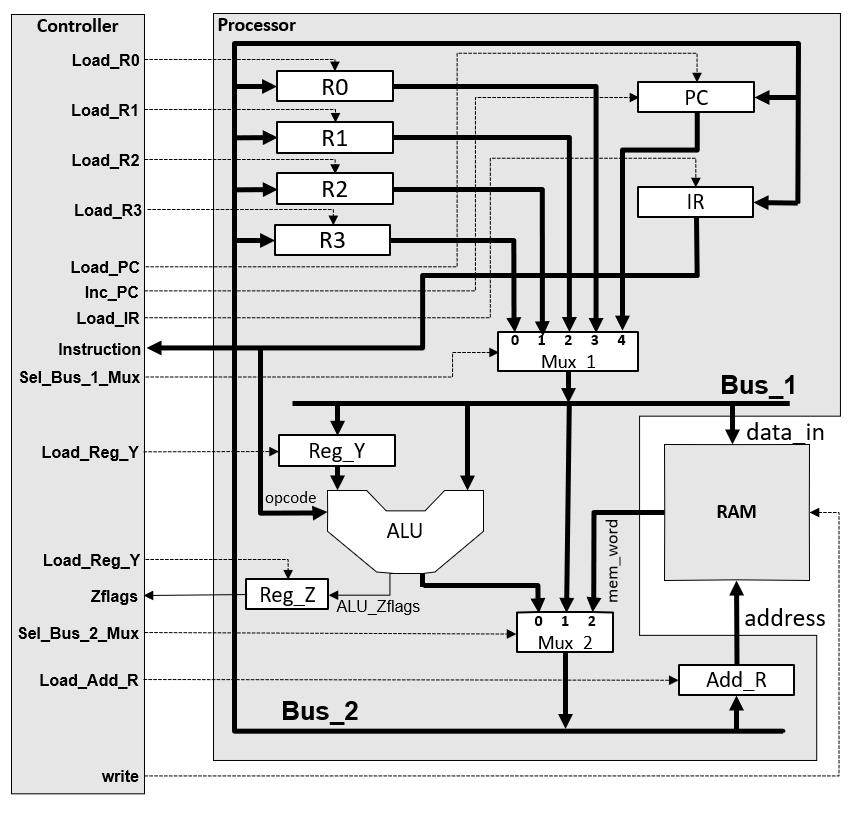 Controller
Processor
Load_R0
R0
PC
Load_R1
R1
Load_R2
R2
IR
Load_R3
R3
Load_PC
Inc_PC
Load_IR
0 1 2 3 4
Mux_1
Instruction
Sel_Bus_1_Mux
Bus_1
data_in
Load_Reg_Y
Reg_Y
opcode
ALU
RAM
mem_word
Load_Reg_Y
Zflags
Reg_Z
ALU_Zflags
0 1 2
Mux_2
address
Sel_Bus_2_Mux
Load_Add_R
Add_R
Bus_2
write